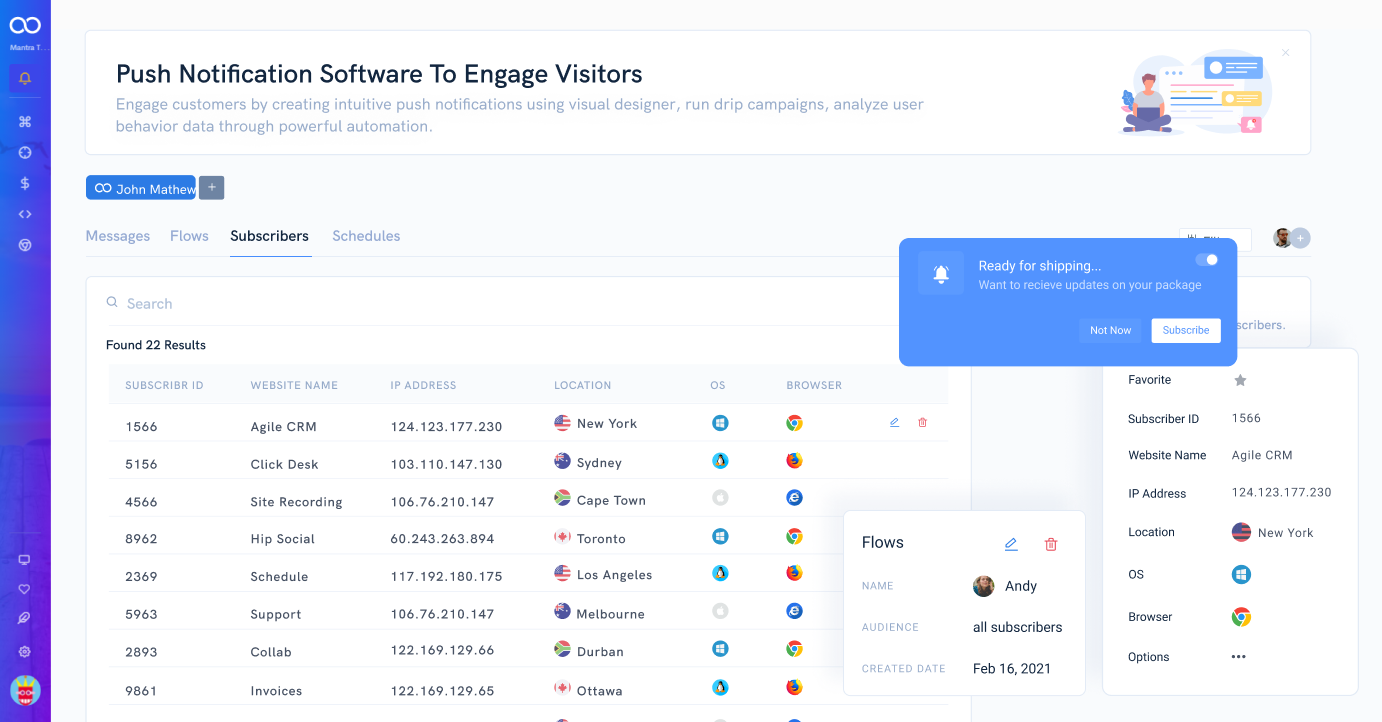 Mantra T...
Push Notification Software To Engage Visitors
Engage customers by creating intuitive push notifications using visual designer, run drip campaigns, analyze user
behavior data through powerful automation.
John Mathew
+
Messages Flows Subscribers Schedules
+
Ready for shipping...
Want to recieve updates on your package
Not Now Subscribe
Search
scribers.
Found 22 Results
SUBSCRIBR ID WEBSITE NAME IP ADDRESS LOCATION OS BROWSER
1566 Agile CRM 124.123.177.230 New York
5156 Click Desk 103.110.147.130 Sydney
4566 Site Recording 106.76.210.147 Cape Town
8962 Hip Social 60.243.263.894 Toronto
2369 Schedule 117.192.180.175 Los Angeles
5963 Support 106.76.210.147 Melbourne
2893 Collab 122.169.129.66 Durban
9861 Invoices 122.169.129.65 Ottawa
Flows
NAME Andy
AUDIENCE all subscribers
CREATED DATE Feb 16, 2021
Favorite
Subscriber ID 1566
Website Name Agile CRM
IP Address 124.123.177.230
Location New York
OS
Browser
Options